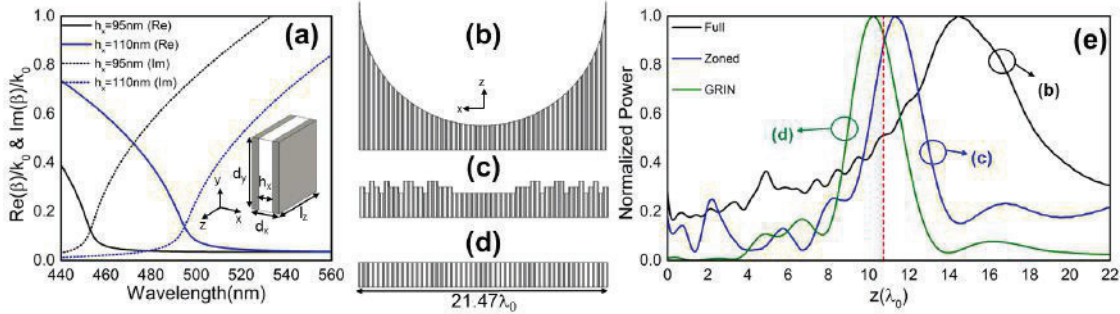 Re(β)/k₀ & Im(β)/k₀
1.0
0.8
0.6
0.4
0.2
0.0
440 460 480 500 520 540 560
Wavelength(nm)
hₓ=95nm (Re)
hₓ=110nm (Re)
hₓ=95nm (Im)
hₓ=110nm (Im)
(a)
y
x
z
d_y
hₓ
dₓ
l_z
(b)
z
x
(c)
(d)
21.47λ₀
Normalized Power
1.0
0.8
0.6
0.4
0.2
0.0
0 2 4 6 8 10 12 14 16 18 20 22
z(λ₀)
Full
Zoned
GRIN
(e)
(b)
(d)
(c)